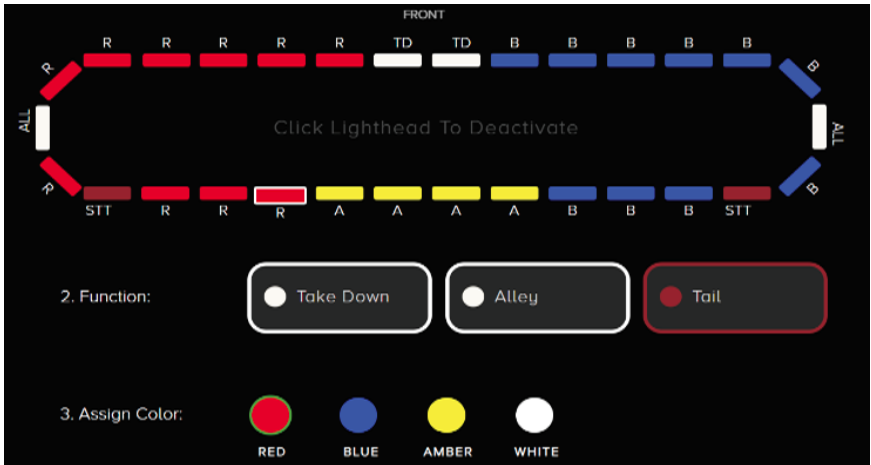 FRONT
R R R R R TD TD B B B B B
R B
ALL Click Lighthead To Deactivate ALL
R B
STT R R R A A A A B B B STT
2. Function: Take Down Alley Tail
3. Assign Color:
RED BLUE AMBER WHITE